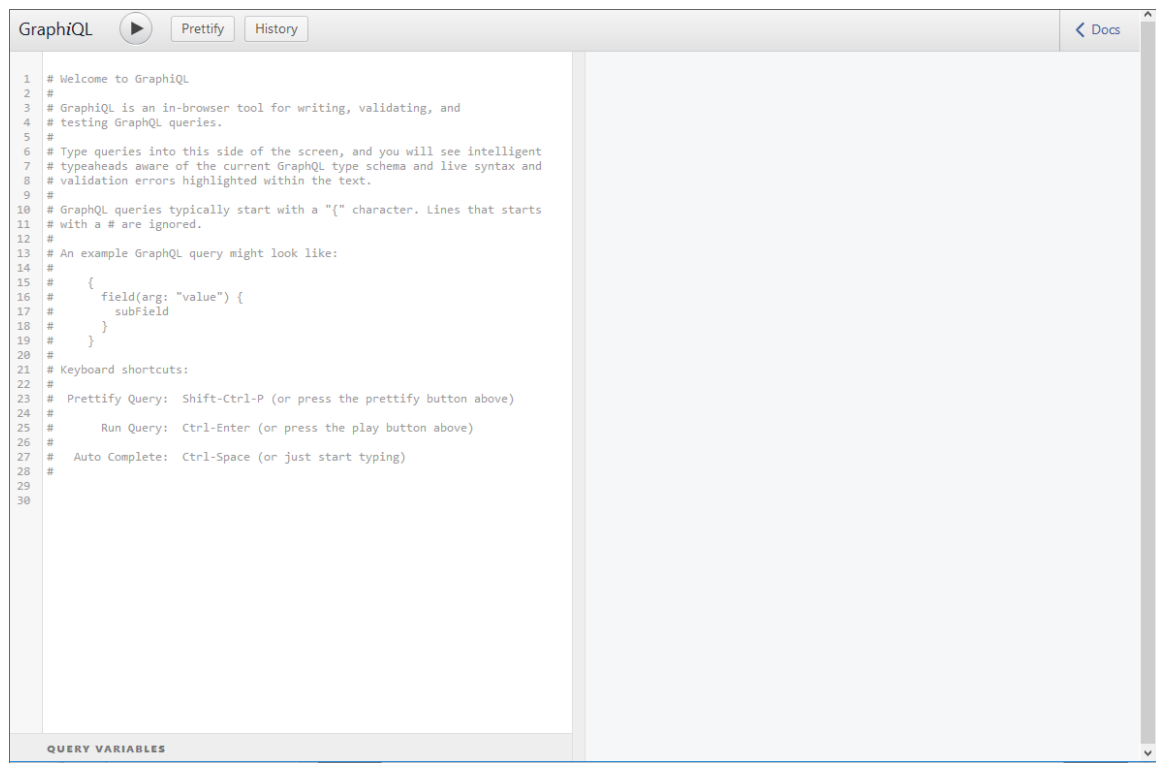 GraphiQL Prettify History Docs
1 # Welcome to GraphiQL
2 #
3 # GraphiQL is an in-browser tool for writing, validating, and
4 # testing GraphQL queries.
5 #
6 # Type queries into this side of the screen, and you will see intelligent
7 # typeaheads aware of the current GraphQL type schema and live syntax and
8 # validation errors highlighted within the text.
9 #
10 # GraphQL queries typically start with a "{" character. Lines that starts
11 # with a # are ignored.
12 #
13 # An example GraphQL query might look like:
14 #
15 #     {
16 #       field(arg: "value") {
17 #         subField
18 #       }
19 #     }
20 #
21 # Keyboard shortcuts:
22 #
23 #  Prettify Query:  Shift-Ctrl-P (or press the prettify button above)
24 #
25 #       Run Query:  Ctrl-Enter (or press the play button above)
26 #
27 #   Auto Complete:  Ctrl-Space (or just start typing)
28 #
29
30
QUERY VARIABLES